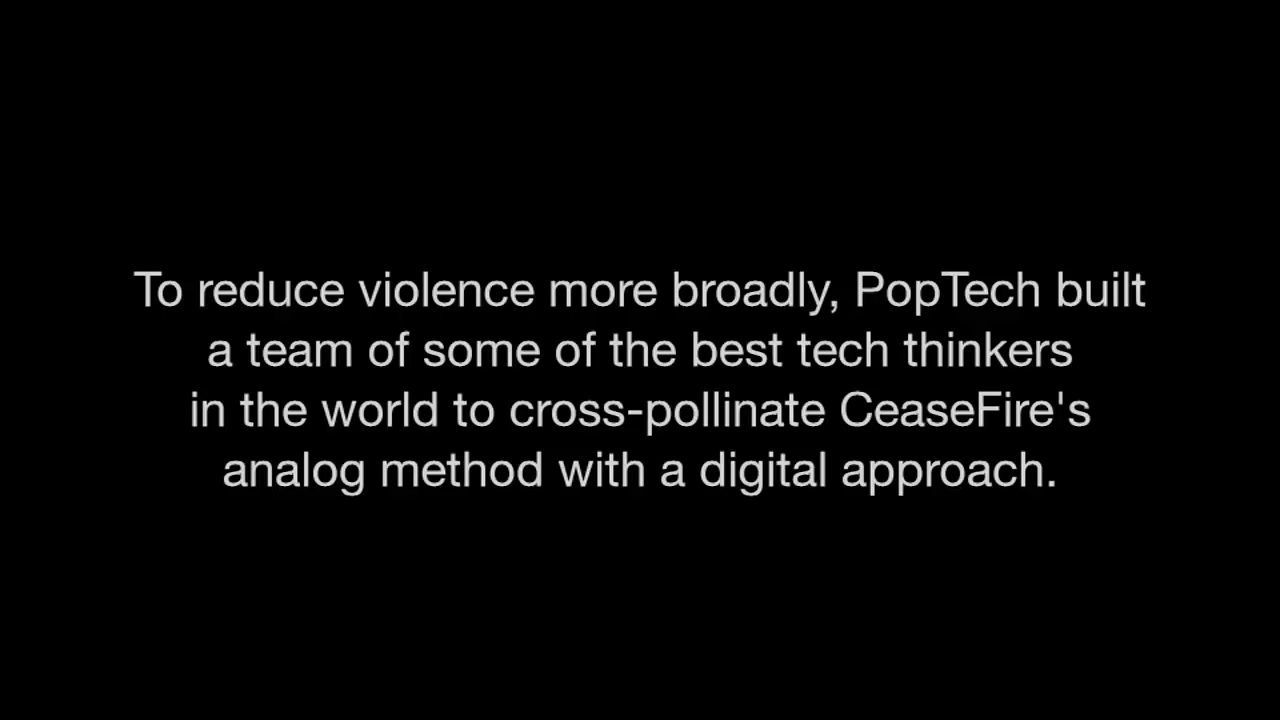 To reduce violence more broadly, PopTech built
a team of some of the best tech thinkers
in the world to cross-pollinate CeaseFire's
analog method with a digital approach.